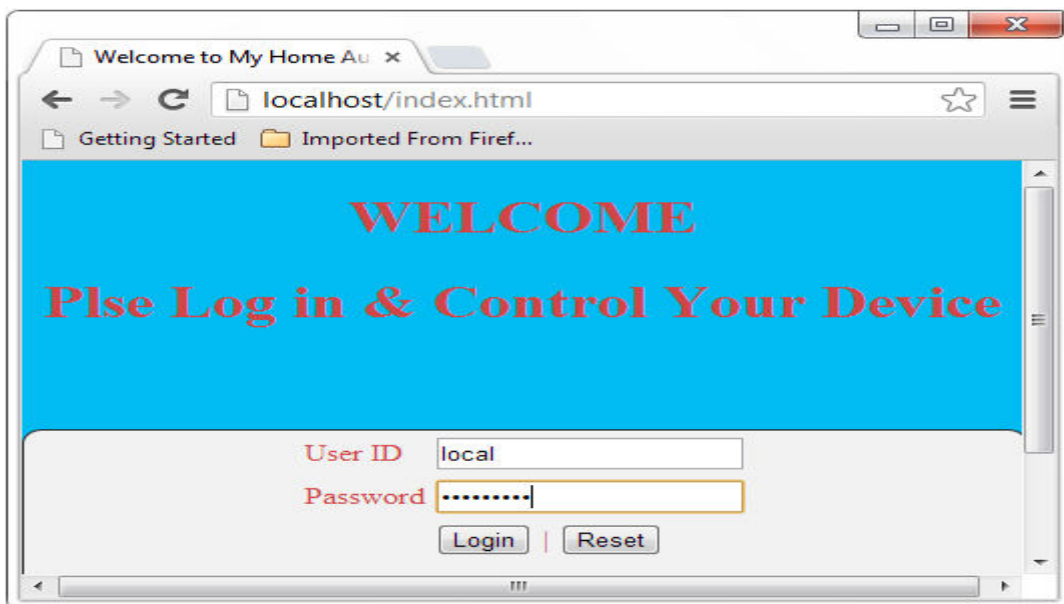 Welcome to My Home Au
localhost/index.html
Getting Started Imported From Firef...
WELCOME
Plse Log in & Control Your Device
User ID local
Password •••••••••
Login | Reset